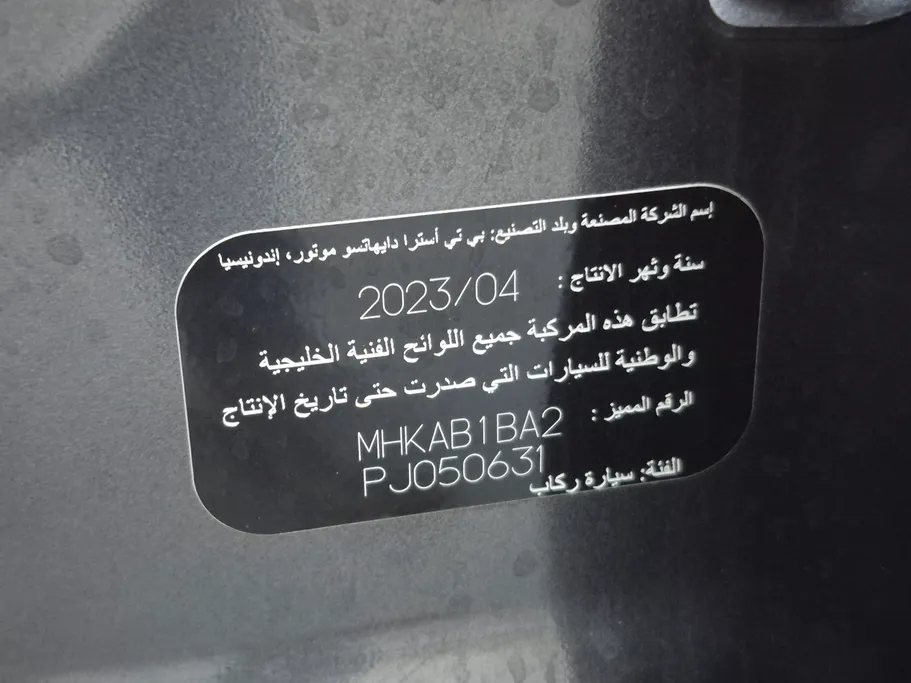 إسم الشركة المصنعة وبلد التصنيع: بي تي أسترا دايهاتسو موتور، إندونيسيا
سنة وشهر الانتاج : 2023/04
تطابق هذه المركبة جميع اللوائح الفنية الخليجية
والوطنية للسيارات التي صدرت حتى تاريخ الإنتاج
الرقم المميز : MHKAB1BA2
PJ050631
الفئة: سيارة ركاب